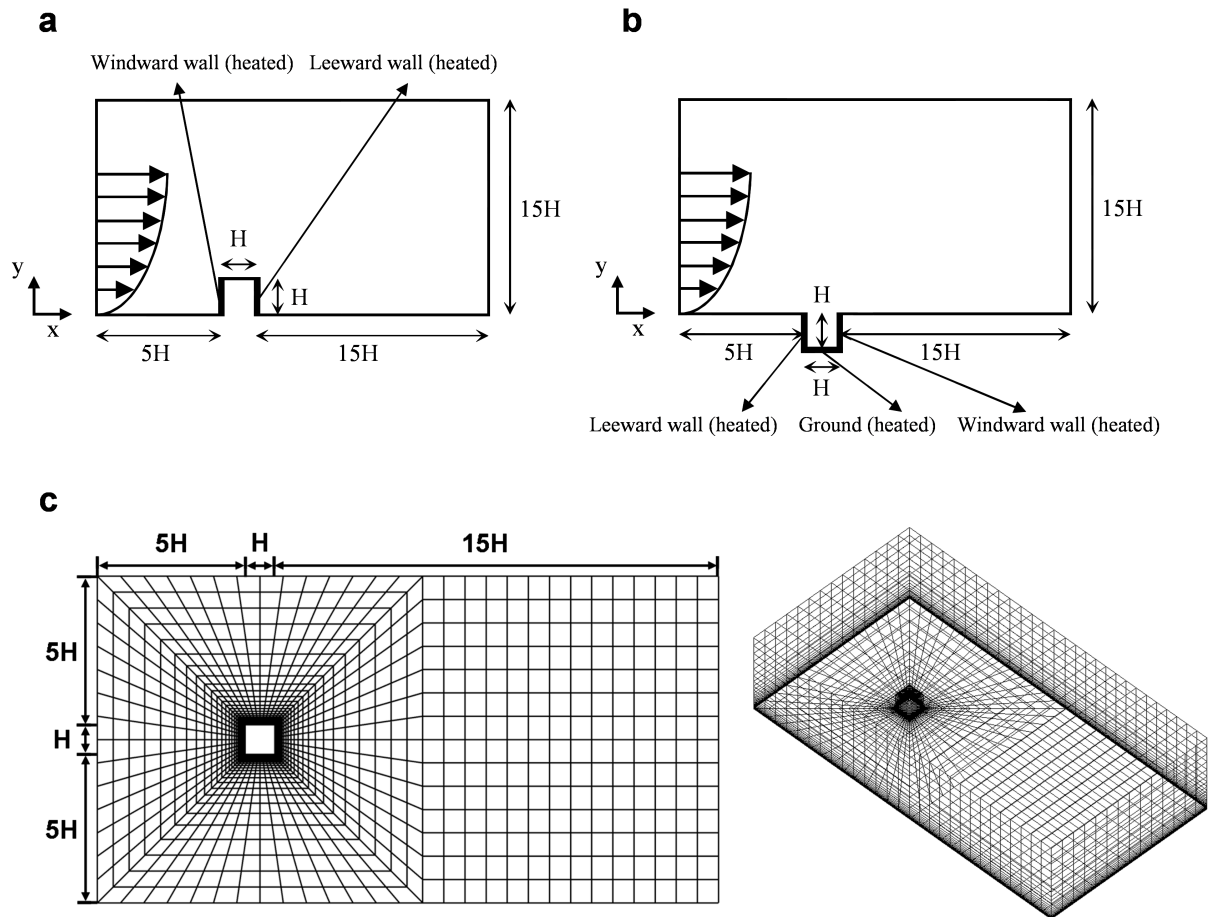 a
Windward wall (heated) Leeward wall (heated)
H
15H
H
y
x
5H
15H
b
15H
y
x
H
5H
15H
H
Leeward wall (heated) Ground (heated) Windward wall (heated)
c
5H H 15H
5H
H
5H